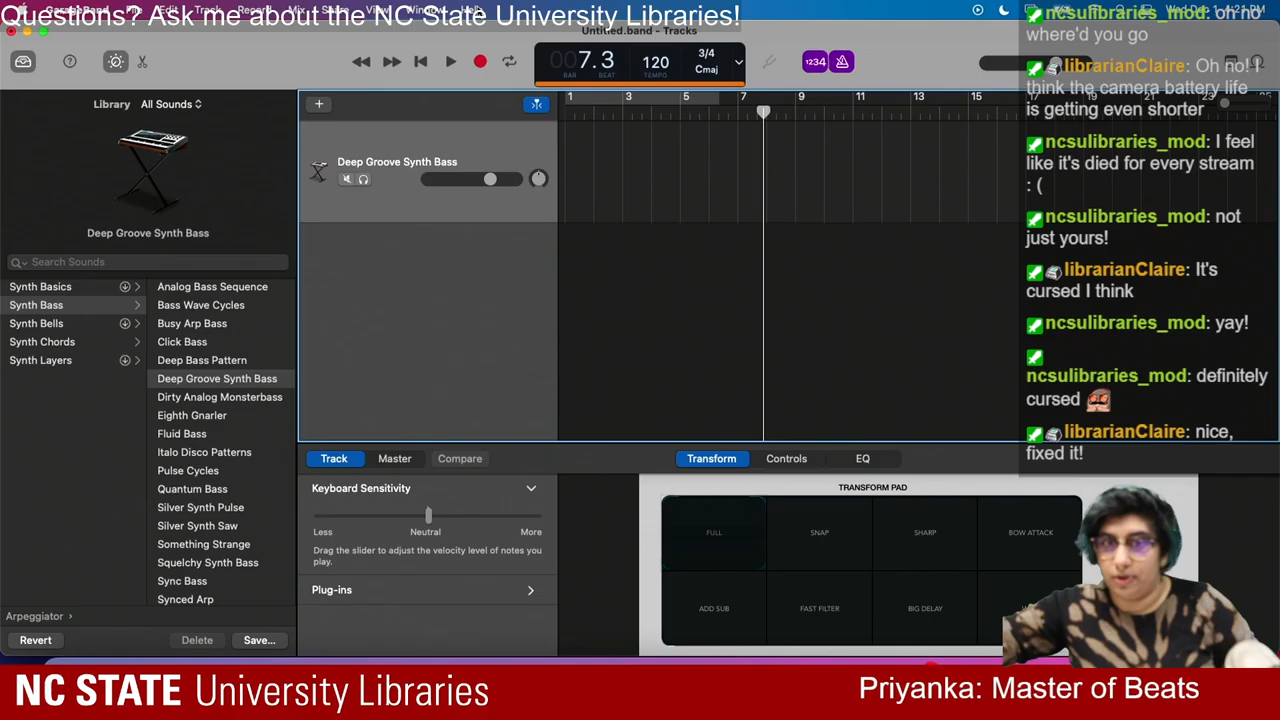 Questions? Ask me about the NC State University Libraries!
Untitled.band - Tracks
007.3
BAR
BEAT
120
TEMPO
3/4
Cmaj
1234
Library
All Sounds
Deep Groove Synth Bass
Search Sounds
Synth Basics
Synth Bass
Synth Bells
Synth Chords
Synth Layers
Analog Bass Sequence
Bass Wave Cycles
Busy Arp Bass
Click Bass
Deep Bass Pattern
Deep Groove Synth Bass
Dirty Analog Monsterbass
Eighth Gnarler
Fluid Bass
Italo Disco Patterns
Pulse Cycles
Quantum Bass
Silver Synth Pulse
Silver Synth Saw
Something Strange
Squelchy Synth Bass
Sync Bass
Synced Arp
Arpeggiator
Revert
Delete
Save...
1 3 5 7 9 11 13 15
Deep Groove Synth Bass
Track
Master
Compare
Transform
Controls
EQ
Keyboard Sensitivity
Less
Neutral
More
Drag the slider to adjust the velocity level of notes you
play.
Plug-ins
TRANSFORM PAD
FULL
SNAP
SHARP
BOW ATTACK
ADD SUB
FAST FILTER
BIG DELAY
ncsulibraries_mod: oh no
where'd you go
librarianClaire: Oh no! I
think the camera battery life
is getting even shorter
ncsulibraries_mod: I feel
like it's died for every stream
: (
ncsulibraries_mod: not
just yours!
librarianClaire: It's
cursed I think
ncsulibraries_mod: yay!
ncsulibraries_mod: definitely
cursed
librarianClaire: nice,
fixed it!
NC STATE University Libraries
Priyanka: Master of Beats